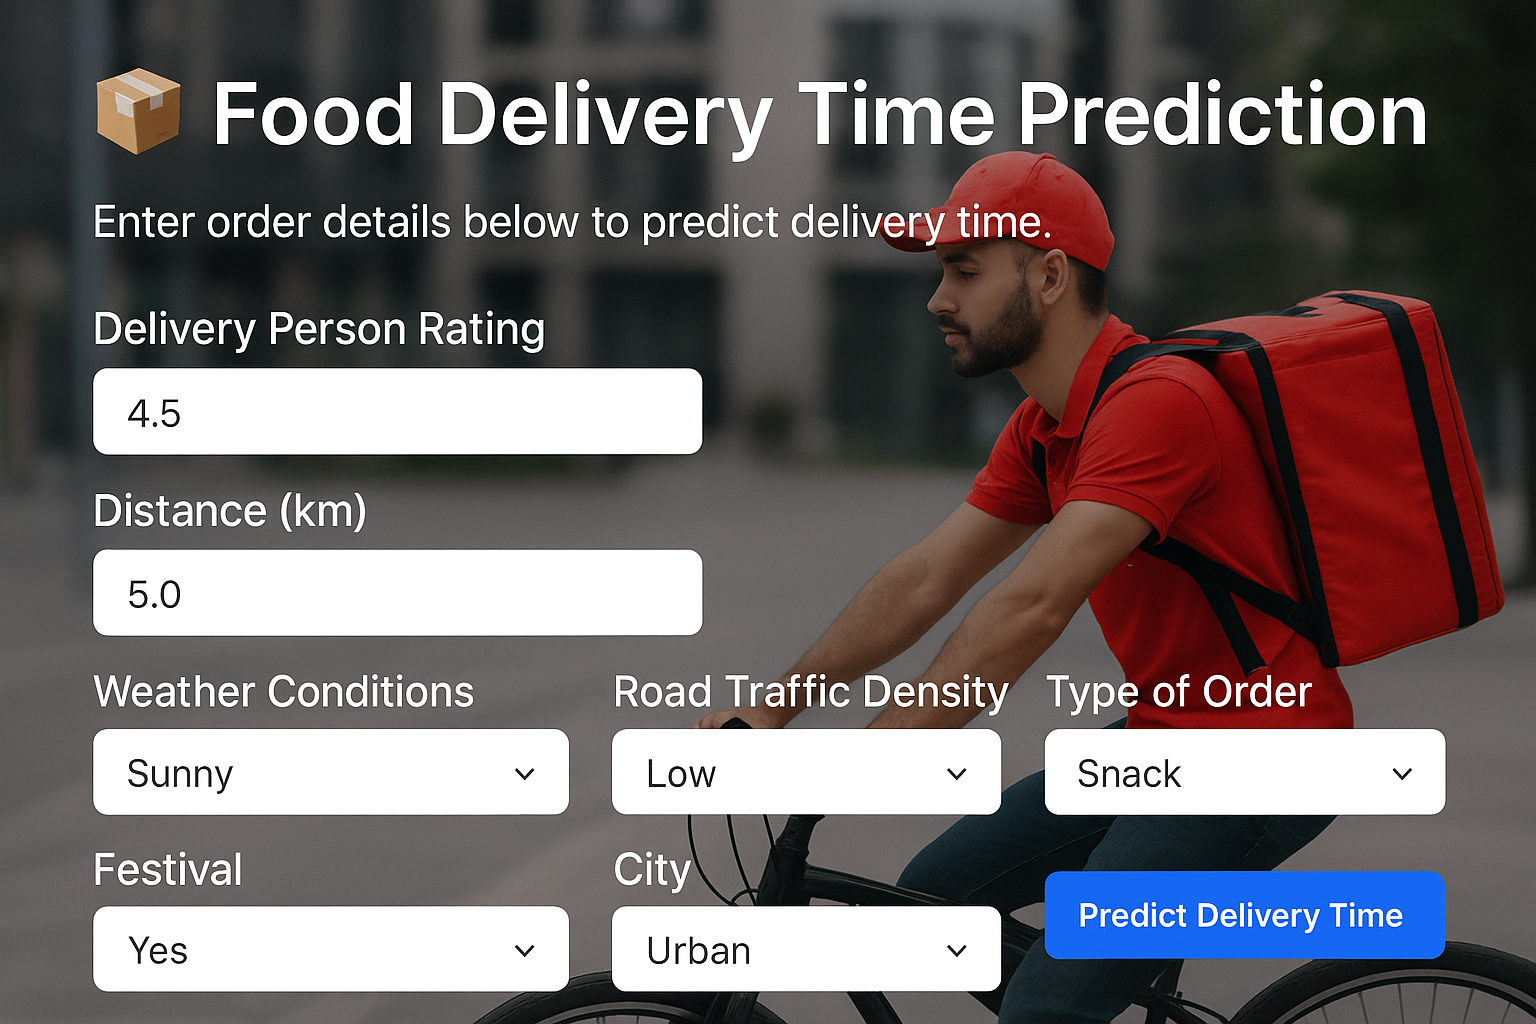 Food Delivery Time Prediction
Enter order details below to predict delivery time.
Delivery Person Rating
4.5
Distance (km)
5.0
Weather Conditions
Sunny
Road Traffic Density
Low
Type of Order
Snack
Festival
Yes
City
Urban
Predict Delivery Time